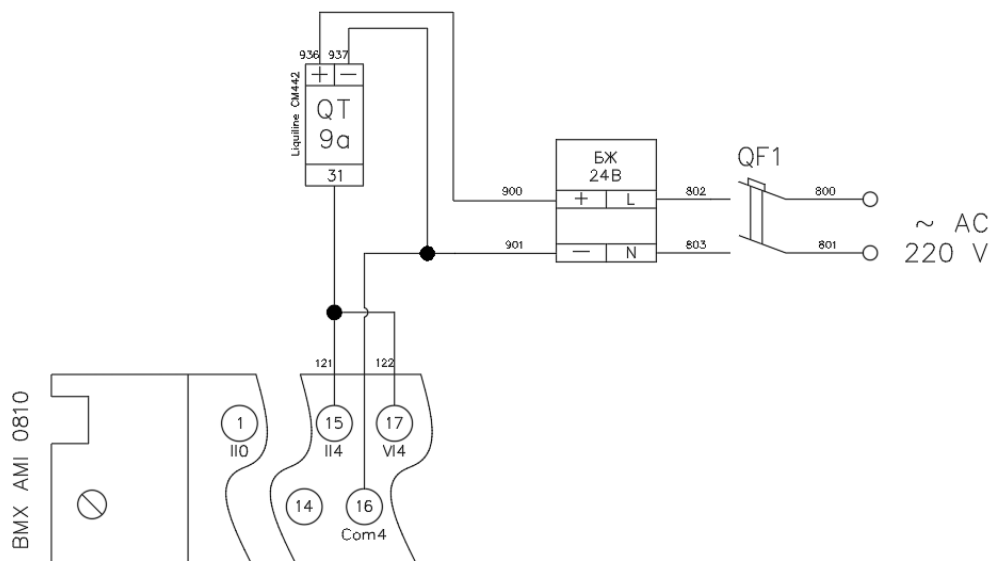 936 937
+ −
Liquiline CM442
QT
9a
31
БЖ
24В
+ L
− N
900
901
802
803
QF1
800
801
~ AC
220 V
121
122
BMX AMI 0810
1
II0
15
II4
17
VI4
14
16
Com4